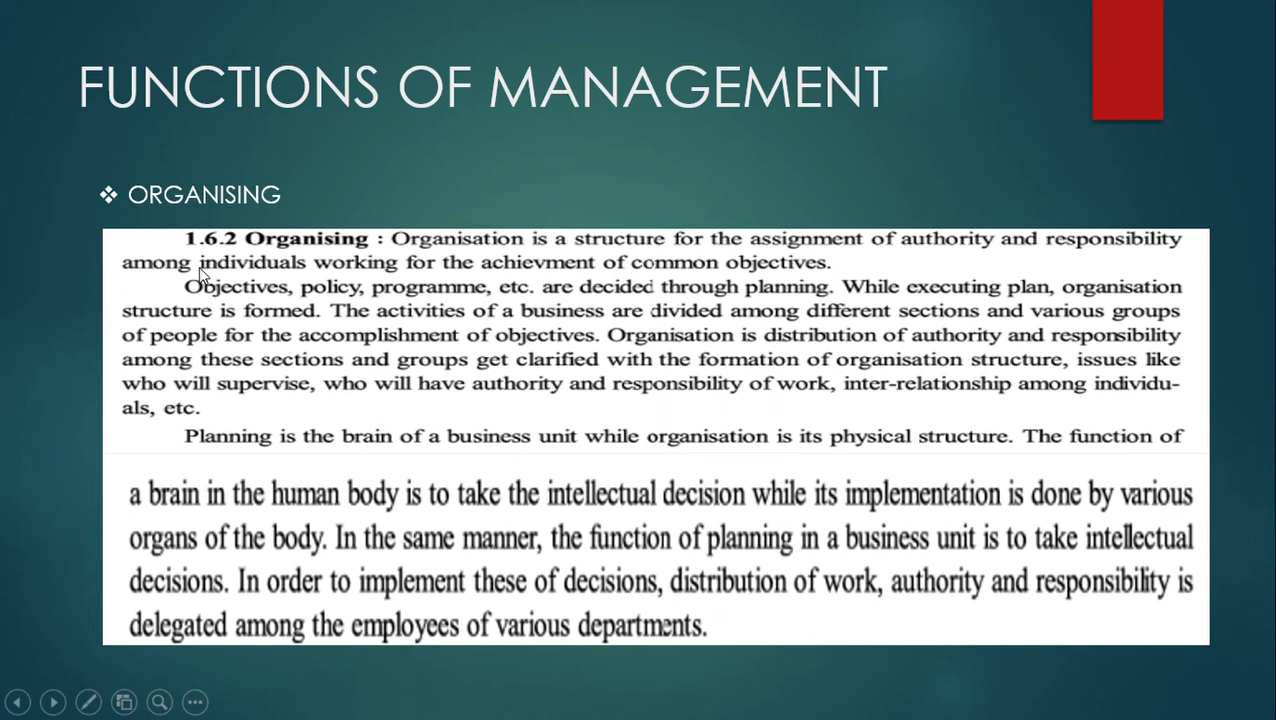 FUNCTIONS OF MANAGEMENT
❖ ORGANISING
1.6.2 Organising : Organisation is a structure for the assignment of authority and responsibility
among individuals working for the achievment of common objectives.
Objectives, policy, programme, etc. are decided through planning. While executing plan, organisation
structure is formed. The activities of a business are divided among different sections and various groups
of people for the accomplishment of objectives. Organisation is distribution of authority and responsibility
among these sections and groups get clarified with the formation of organisation structure, issues like
who will supervise, who will have authority and responsibility of work, inter-relationship among individu-
als, etc.
Planning is the brain of a business unit while organisation is its physical structure. The function of
a brain in the human body is to take the intellectual decision while its implementation is done by various
organs of the body. In the same manner, the function of planning in a business unit is to take intellectual
decisions. In order to implement these of decisions, distribution of work, authority and responsibility is
delegated among the employees of various departments.